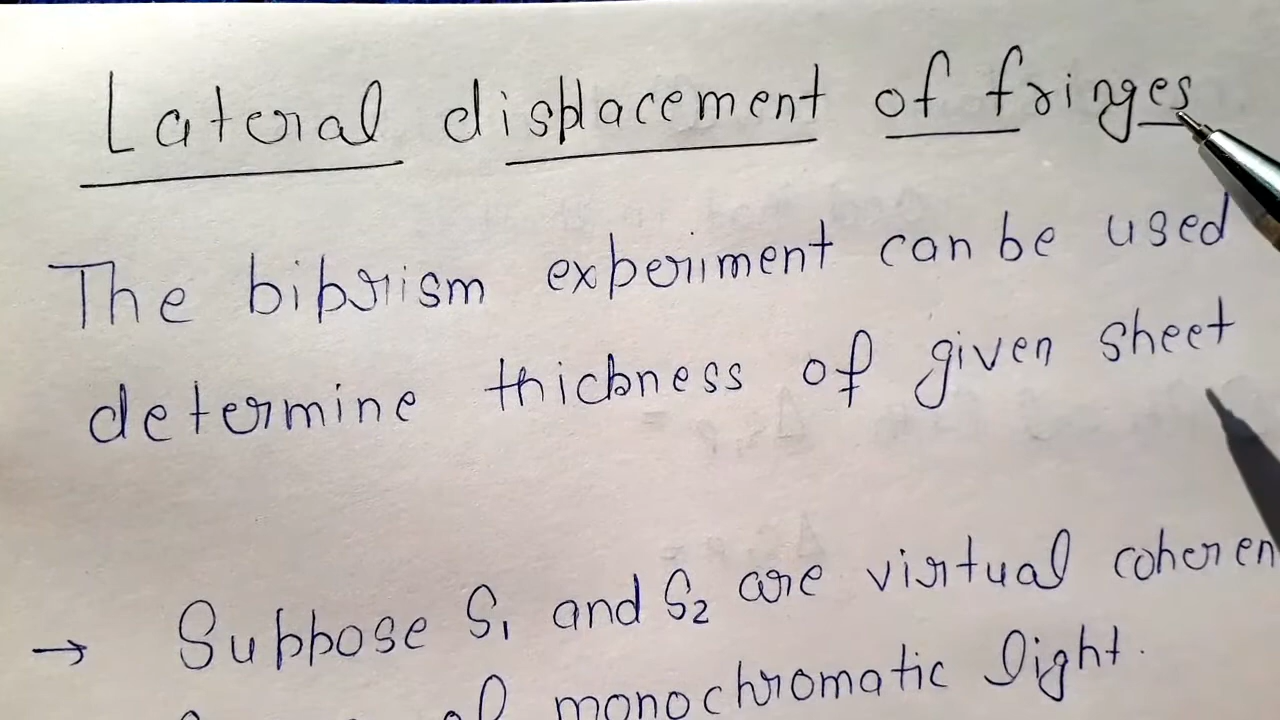 Lateral displacement of fringes
The biprism experiment can be used
determine thickness of given sheet
→ Suppose S₁ and S₂ are virtual coheren
monochromatic light.